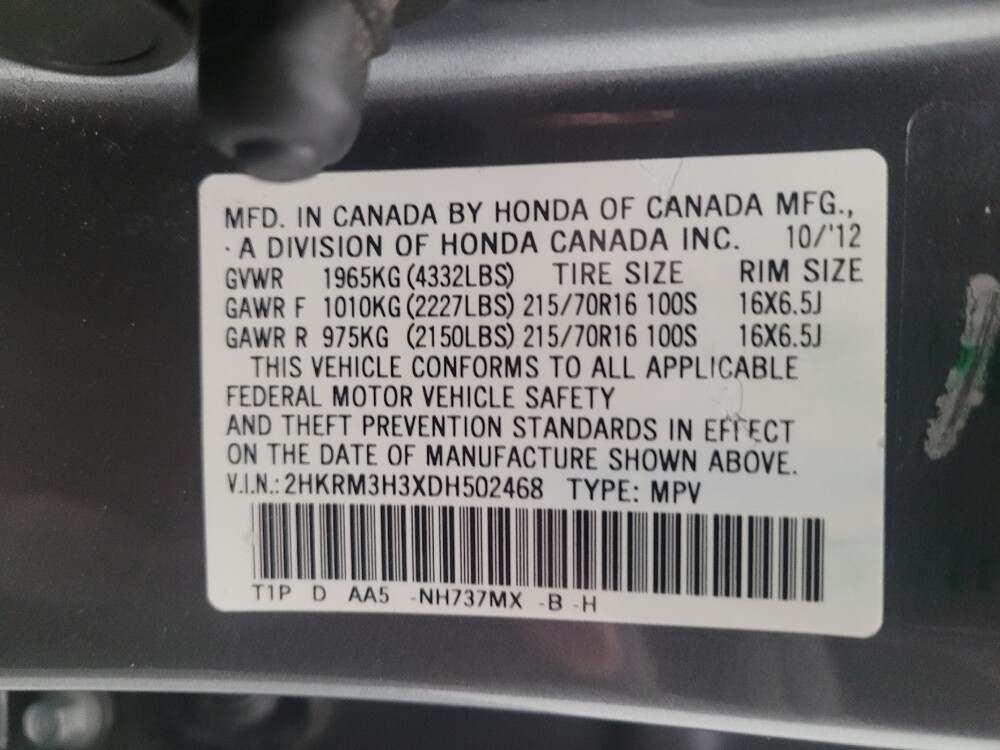 MFD. IN CANADA BY HONDA OF CANADA MFG.,
· A DIVISION OF HONDA CANADA INC. 10/'12
GVWR 1965KG (4332LBS) TIRE SIZE RIM SIZE
GAWR F 1010KG (2227LBS) 215/70R16 100S 16X6.5J
GAWR R 975KG (2150LBS) 215/70R16 100S 16X6.5J
THIS VEHICLE CONFORMS TO ALL APPLICABLE
FEDERAL MOTOR VEHICLE SAFETY
AND THEFT PREVENTION STANDARDS IN EFFECT
ON THE DATE OF MANUFACTURE SHOWN ABOVE.
V.I.N.: 2HKRM3H3XDH502468 TYPE: MPV
T1P D AA5 -NH737MX -B -H